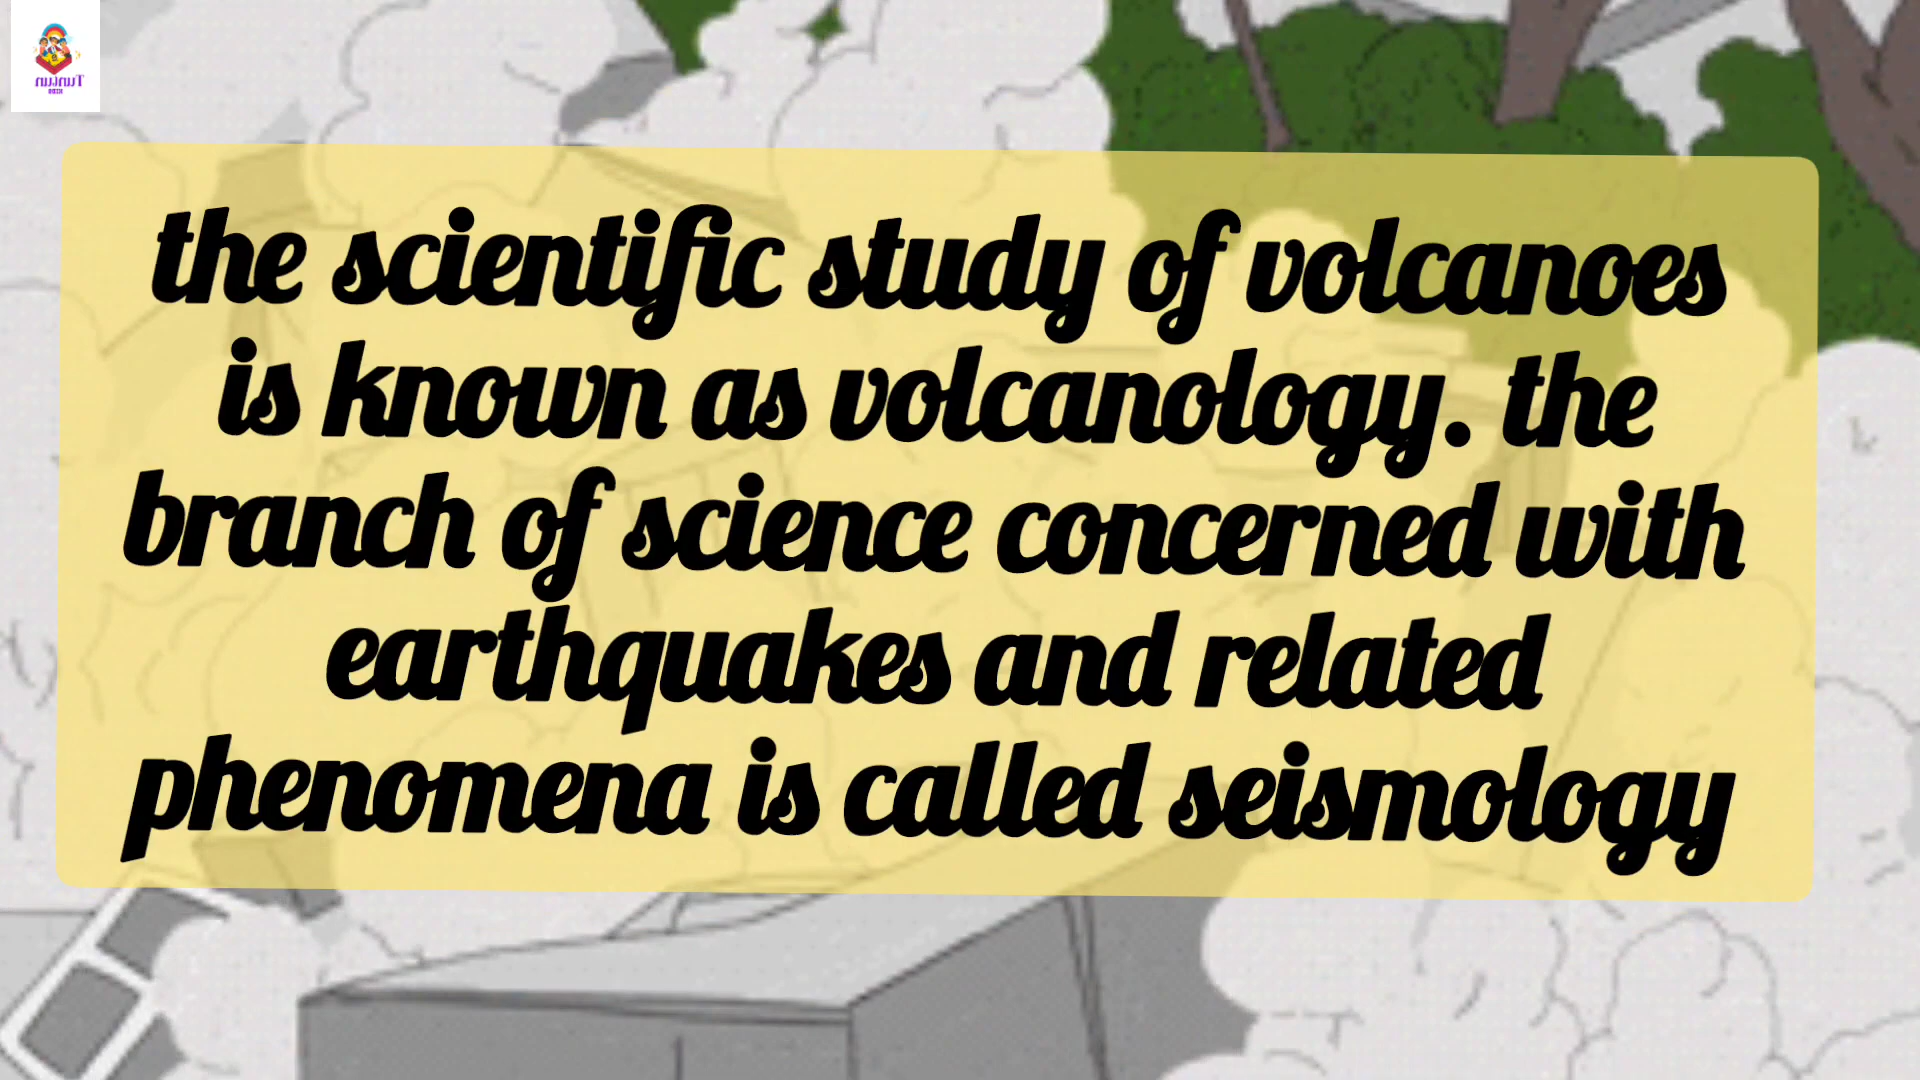 the scientific study of volcanoes
is known as volcanology. the
branch of science concerned with
earthquakes and related
phenomena is called seismology